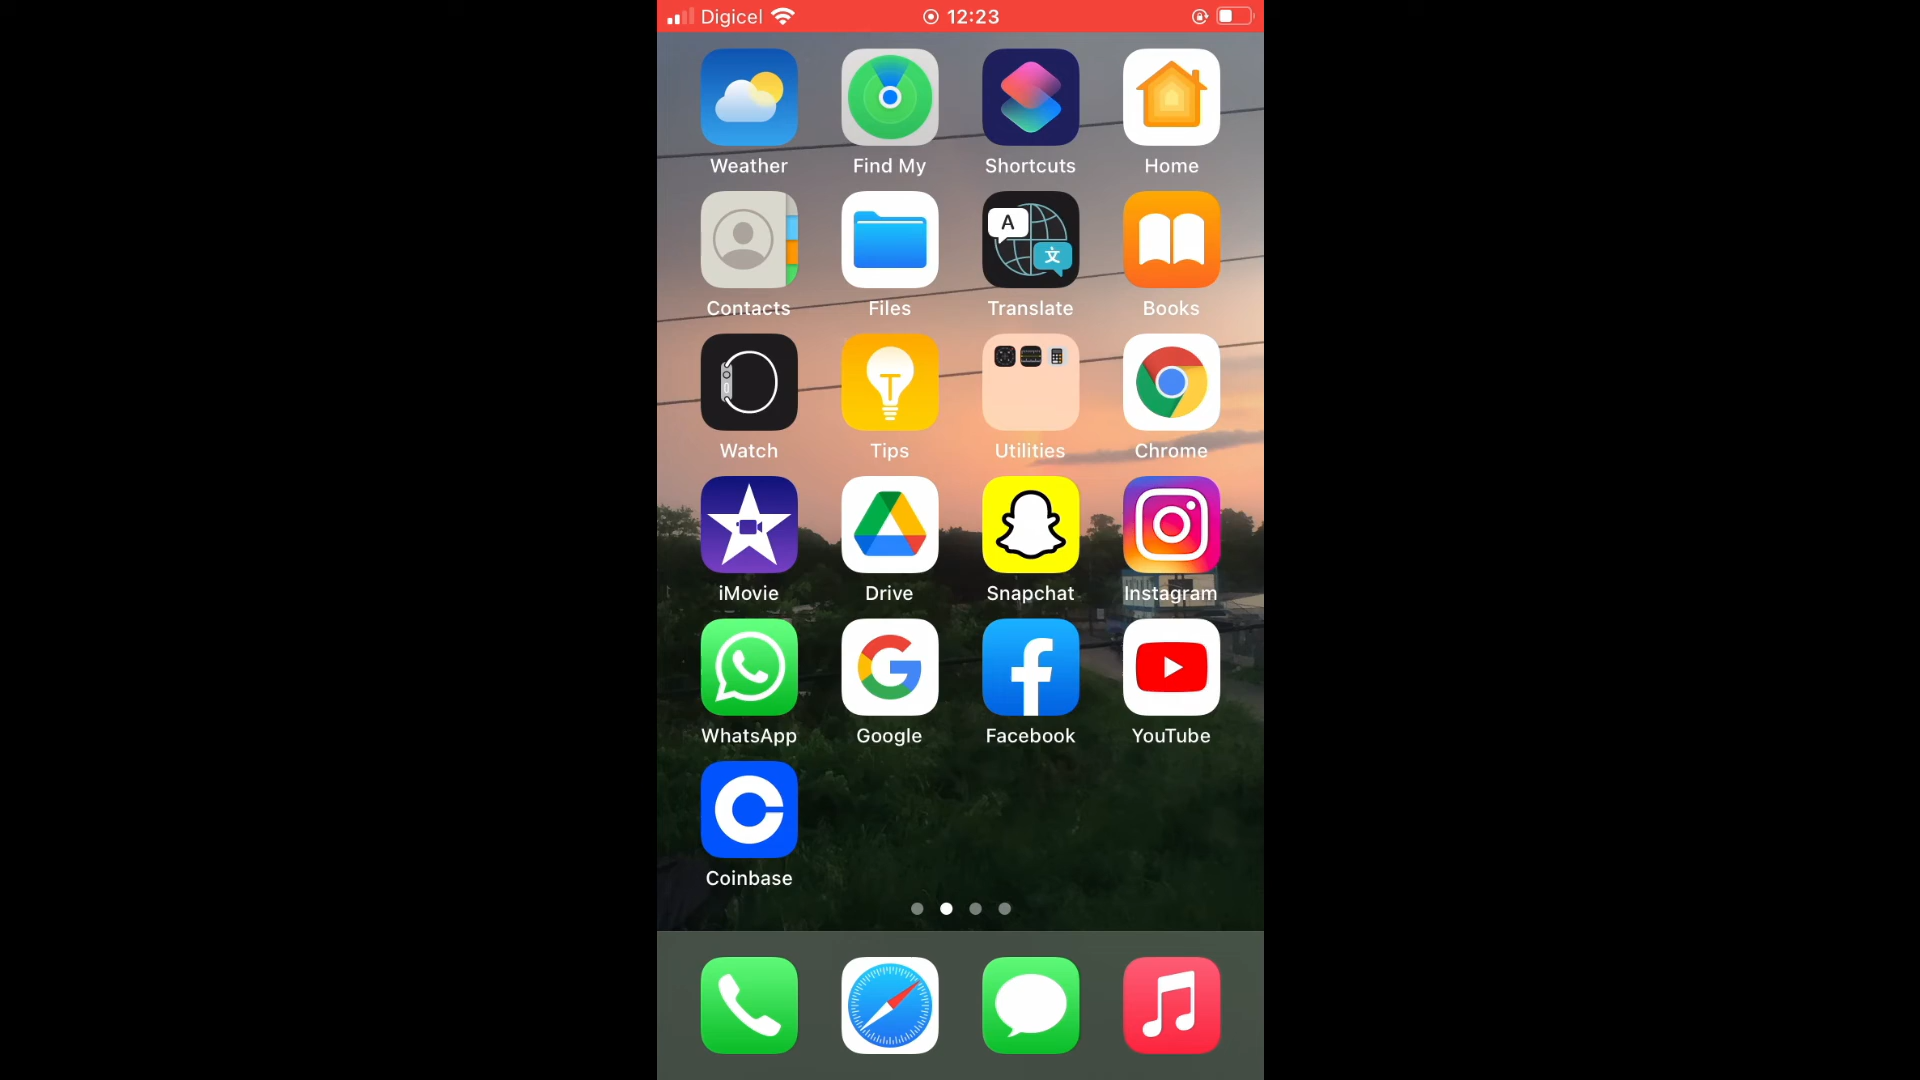 Digicel 12:23
Weather Find My Shortcuts Home
A
文
Contacts Files Translate Books
T
Watch Tips Utilities Chrome
iMovie Drive Snapchat Instagram
G f
WhatsApp Google Facebook YouTube
Coinbase